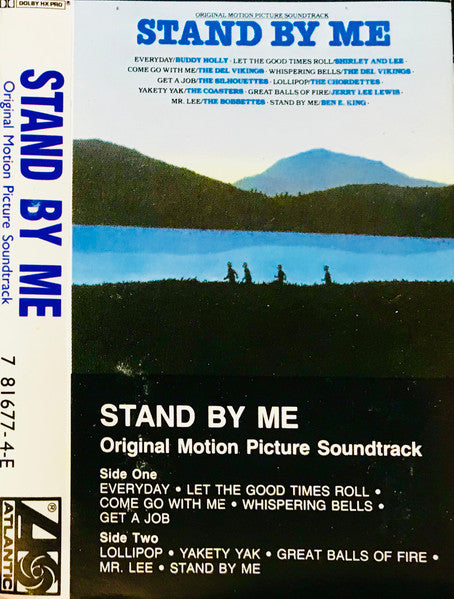 DOLBY HX PRO
STAND BY ME
Original Motion Picture Soundtrack
7 81677-4-E
ATLANTIC
ORIGINAL MOTION PICTURE SOUNDTRACK
STAND BY ME
EVERYDAY/BUDDY HOLLY · LET THE GOOD TIMES ROLL/SHIRLEY AND LEE ·
COME GO WITH ME/THE DEL VIKINGS · WHISPERING BELLS/THE DEL VIKINGS ·
GET A JOB/THE SILHOUETTES · LOLLIPOP/THE CHORDETTES ·
YAKETY YAK/THE COASTERS · GREAT BALLS OF FIRE/JERRY LEE LEWIS ·
MR. LEE/THE BOBBETTES · STAND BY ME/BEN E. KING ·
STAND BY ME
Original Motion Picture Soundtrack
Side One
EVERYDAY • LET THE GOOD TIMES ROLL •
COME GO WITH ME • WHISPERING BELLS •
GET A JOB
Side Two
LOLLIPOP • YAKETY YAK • GREAT BALLS OF FIRE •
MR. LEE • STAND BY ME